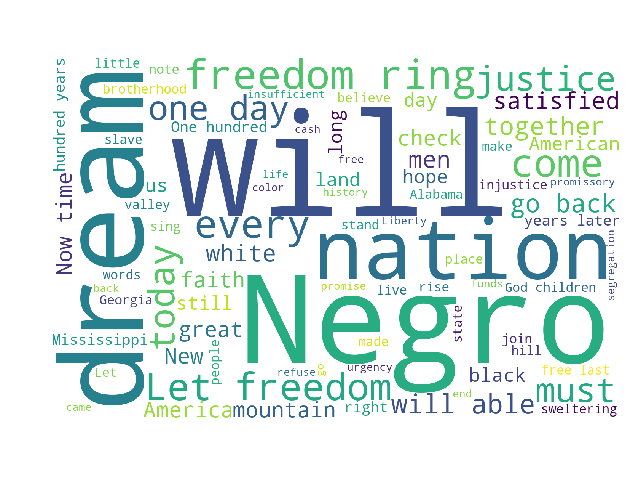 little
note
freedom ring
justice
brotherhood
insufficient
believe
day
satisfied
one day
One hundred
cash
long
check
together
hundred years
slave
will
men
American
make
us
life
color
free
land
history
hope
Alabama
come
injustice
promissory
valley
dream
sing
every
stand
Liberty
go back
years later
Now time
today
white
nation
place
segregation
words
back
faith
promise
live
rise
funds
God children
Georgia
still
Negro
state
join
hill
Mississippi
great
people
New
made
black
free last
Let
refuse
go
urgency
Let freedom
must
end
came
America
mountain
right
will able
sweltering